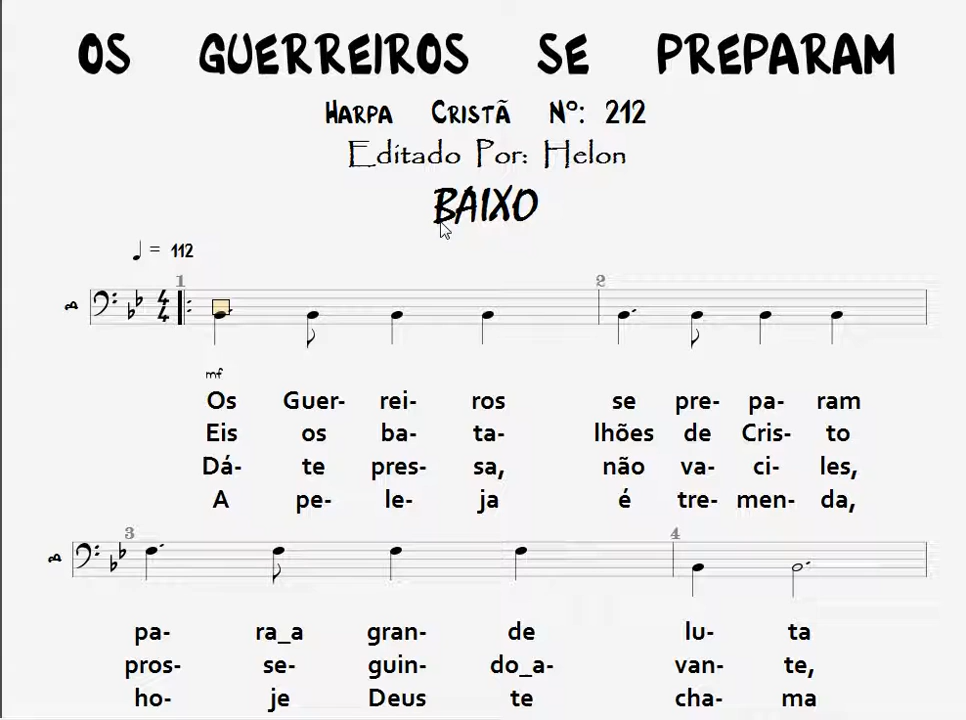 OS GUERREIROS SE PREPARAM
HARPA CRISTÃ Nº: 212
Editado Por: Helon
BAIXO
♩ = 112
1 2
B
4
4
mf
Os Guer- rei- ros se pre- pa- ram
Eis os ba- ta- lhões de Cris- to
Dá- te pres- sa, não va- ci- les,
A pe- le- ja é tre- men- da,
3 4
B
pa- ra_a gran- de lu- ta
pros- se- guin- do_a- van- te,
ho- je Deus te cha- ma